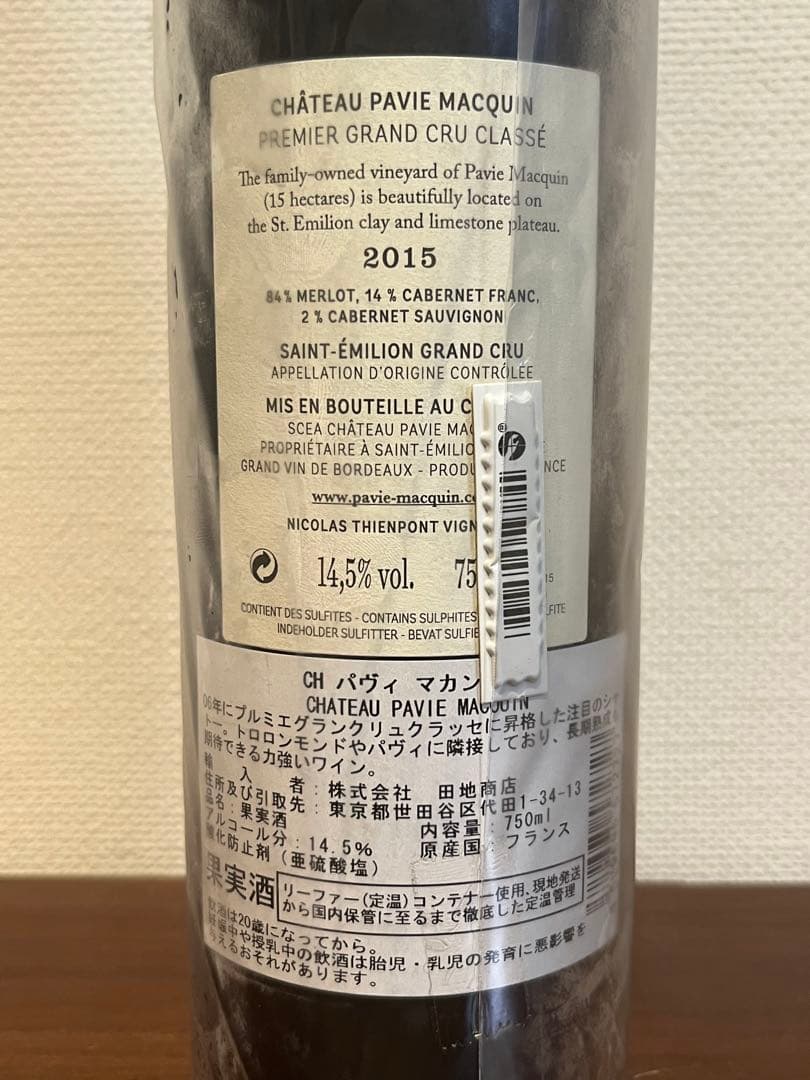 CHÂTEAU PAVIE MACQUIN
PREMIER GRAND CRU CLASSÉ
The family-owned vineyard of Pavie Macquin
(15 hectares) is beautifully located on
the St. Emilion clay and limestone plateau.
2015
84% MERLOT, 14 % CABERNET FRANC,
2 % CABERNET SAUVIGNON
SAINT-ÉMILION GRAND CRU
APPELLATION D'ORIGINE CONTRÔLÉE
MIS EN BOUTEILLE AU C
SCEA CHÂTEAU PAVIE MAC
PROPRIÉTAIRE À SAINT-ÉMILIO
GRAND VIN DE BORDEAUX - PRODU NCE
www.pavie-macquin.c
NICOLAS THIENPONT VIGN
14,5% vol. 75
CONTIENT DES SULFITES - CONTAINS SULPHITES LFITE
INDEHOLDER SULFITTER - BEVAT SULFIE
CH パヴィ マカン
CHATEAU PAVIE MACQUIN
06年にプルミエグランクリュクラッセに昇格した注目のシャ
トー。トロロンモンドやパヴィに隣接しており、長期熟成も
期待できる力強いワイン。
輸入者:株式会社 田地商店
住所及び引取先:東京都世田谷区代田1-34-13
品名:果実酒 内容量:750ml
アルコール分:14.5% 原産国:フランス
酸化防止剤(亜硫酸塩)
果実酒
リーファー(定温)コンテナー使用、現地発送
から国内保管に至るまで徹底した定温管理
飲酒は20歳になってから。
妊娠中や授乳中の飲酒は胎児・乳児の発育に悪影響を
与えるおそれがあります。